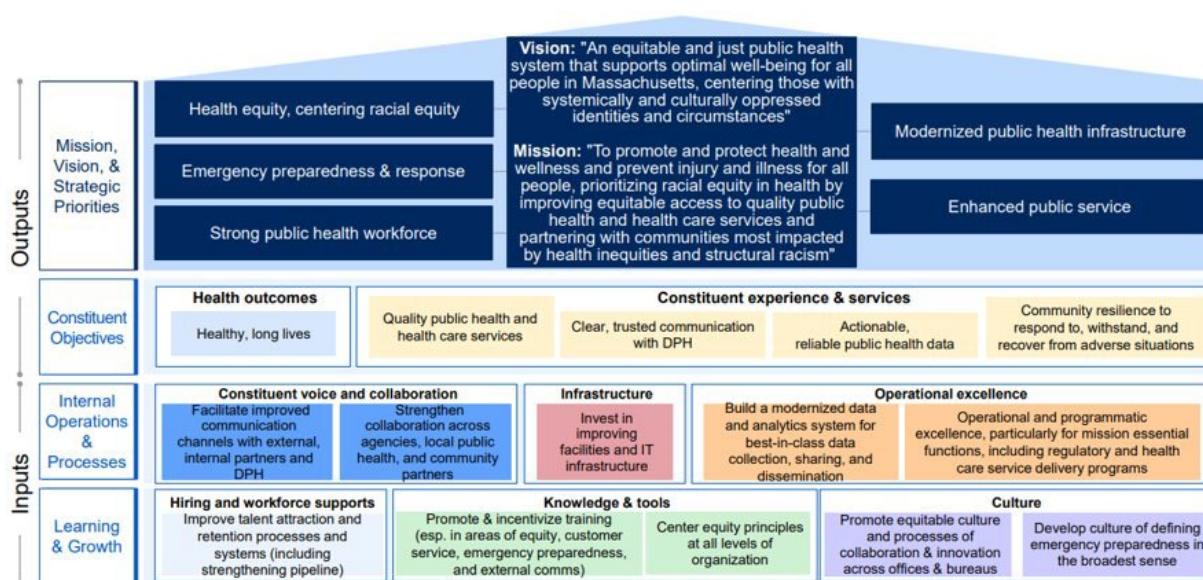 Outputs
Mission,
Vision, &
Strategic
Priorities
Health equity, centering racial equity
Emergency preparedness & response
Strong public health workforce
Vision: "An equitable and just public health
system that supports optimal well-being for all
people in Massachusetts, centering those with
systemically and culturally oppressed
identities and circumstances"
Mission: "To promote and protect health and
wellness and prevent injury and illness for all
people, prioritizing racial equity in health by
improving equitable access to quality public
health and health care services and
partnering with communities most impacted
by health inequities and structural racism"
Modernized public health infrastructure
Enhanced public service
Constituent
Objectives
Health outcomes
Healthy, long lives
Constituent experience & services
Quality public health and
health care services
Clear, trusted communication
with DPH
Actionable,
reliable public health data
Community resilience to
respond to, withstand, and
recover from adverse situations
Inputs
Internal
Operations
&
Processes
Constituent voice and collaboration
Facilitate improved
communication
channels with external,
internal partners and
DPH
Strengthen
collaboration across
agencies, local public
health, and community
partners
Infrastructure
Invest in
improving
facilities and IT
infrastructure
Operational excellence
Build a modernized data
and analytics system for
best-in-class data
collection, sharing, and
dissemination
Operational and programmatic
excellence, particularly for mission essential
functions, including regulatory and health
care service delivery programs
Learning
& Growth
Hiring and workforce supports
Improve talent attraction and
retention processes and
systems (including
strengthening pipeline)
Knowledge & tools
Promote & incentivize training
(esp. in areas of equity, customer
service, emergency preparedness,
and external comms)
Center equity principles
at all levels of
organization
Culture
Promote equitable culture
and processes of
collaboration & innovation
across offices & bureaus
Develop culture of defining
emergency preparedness in
the broadest sense